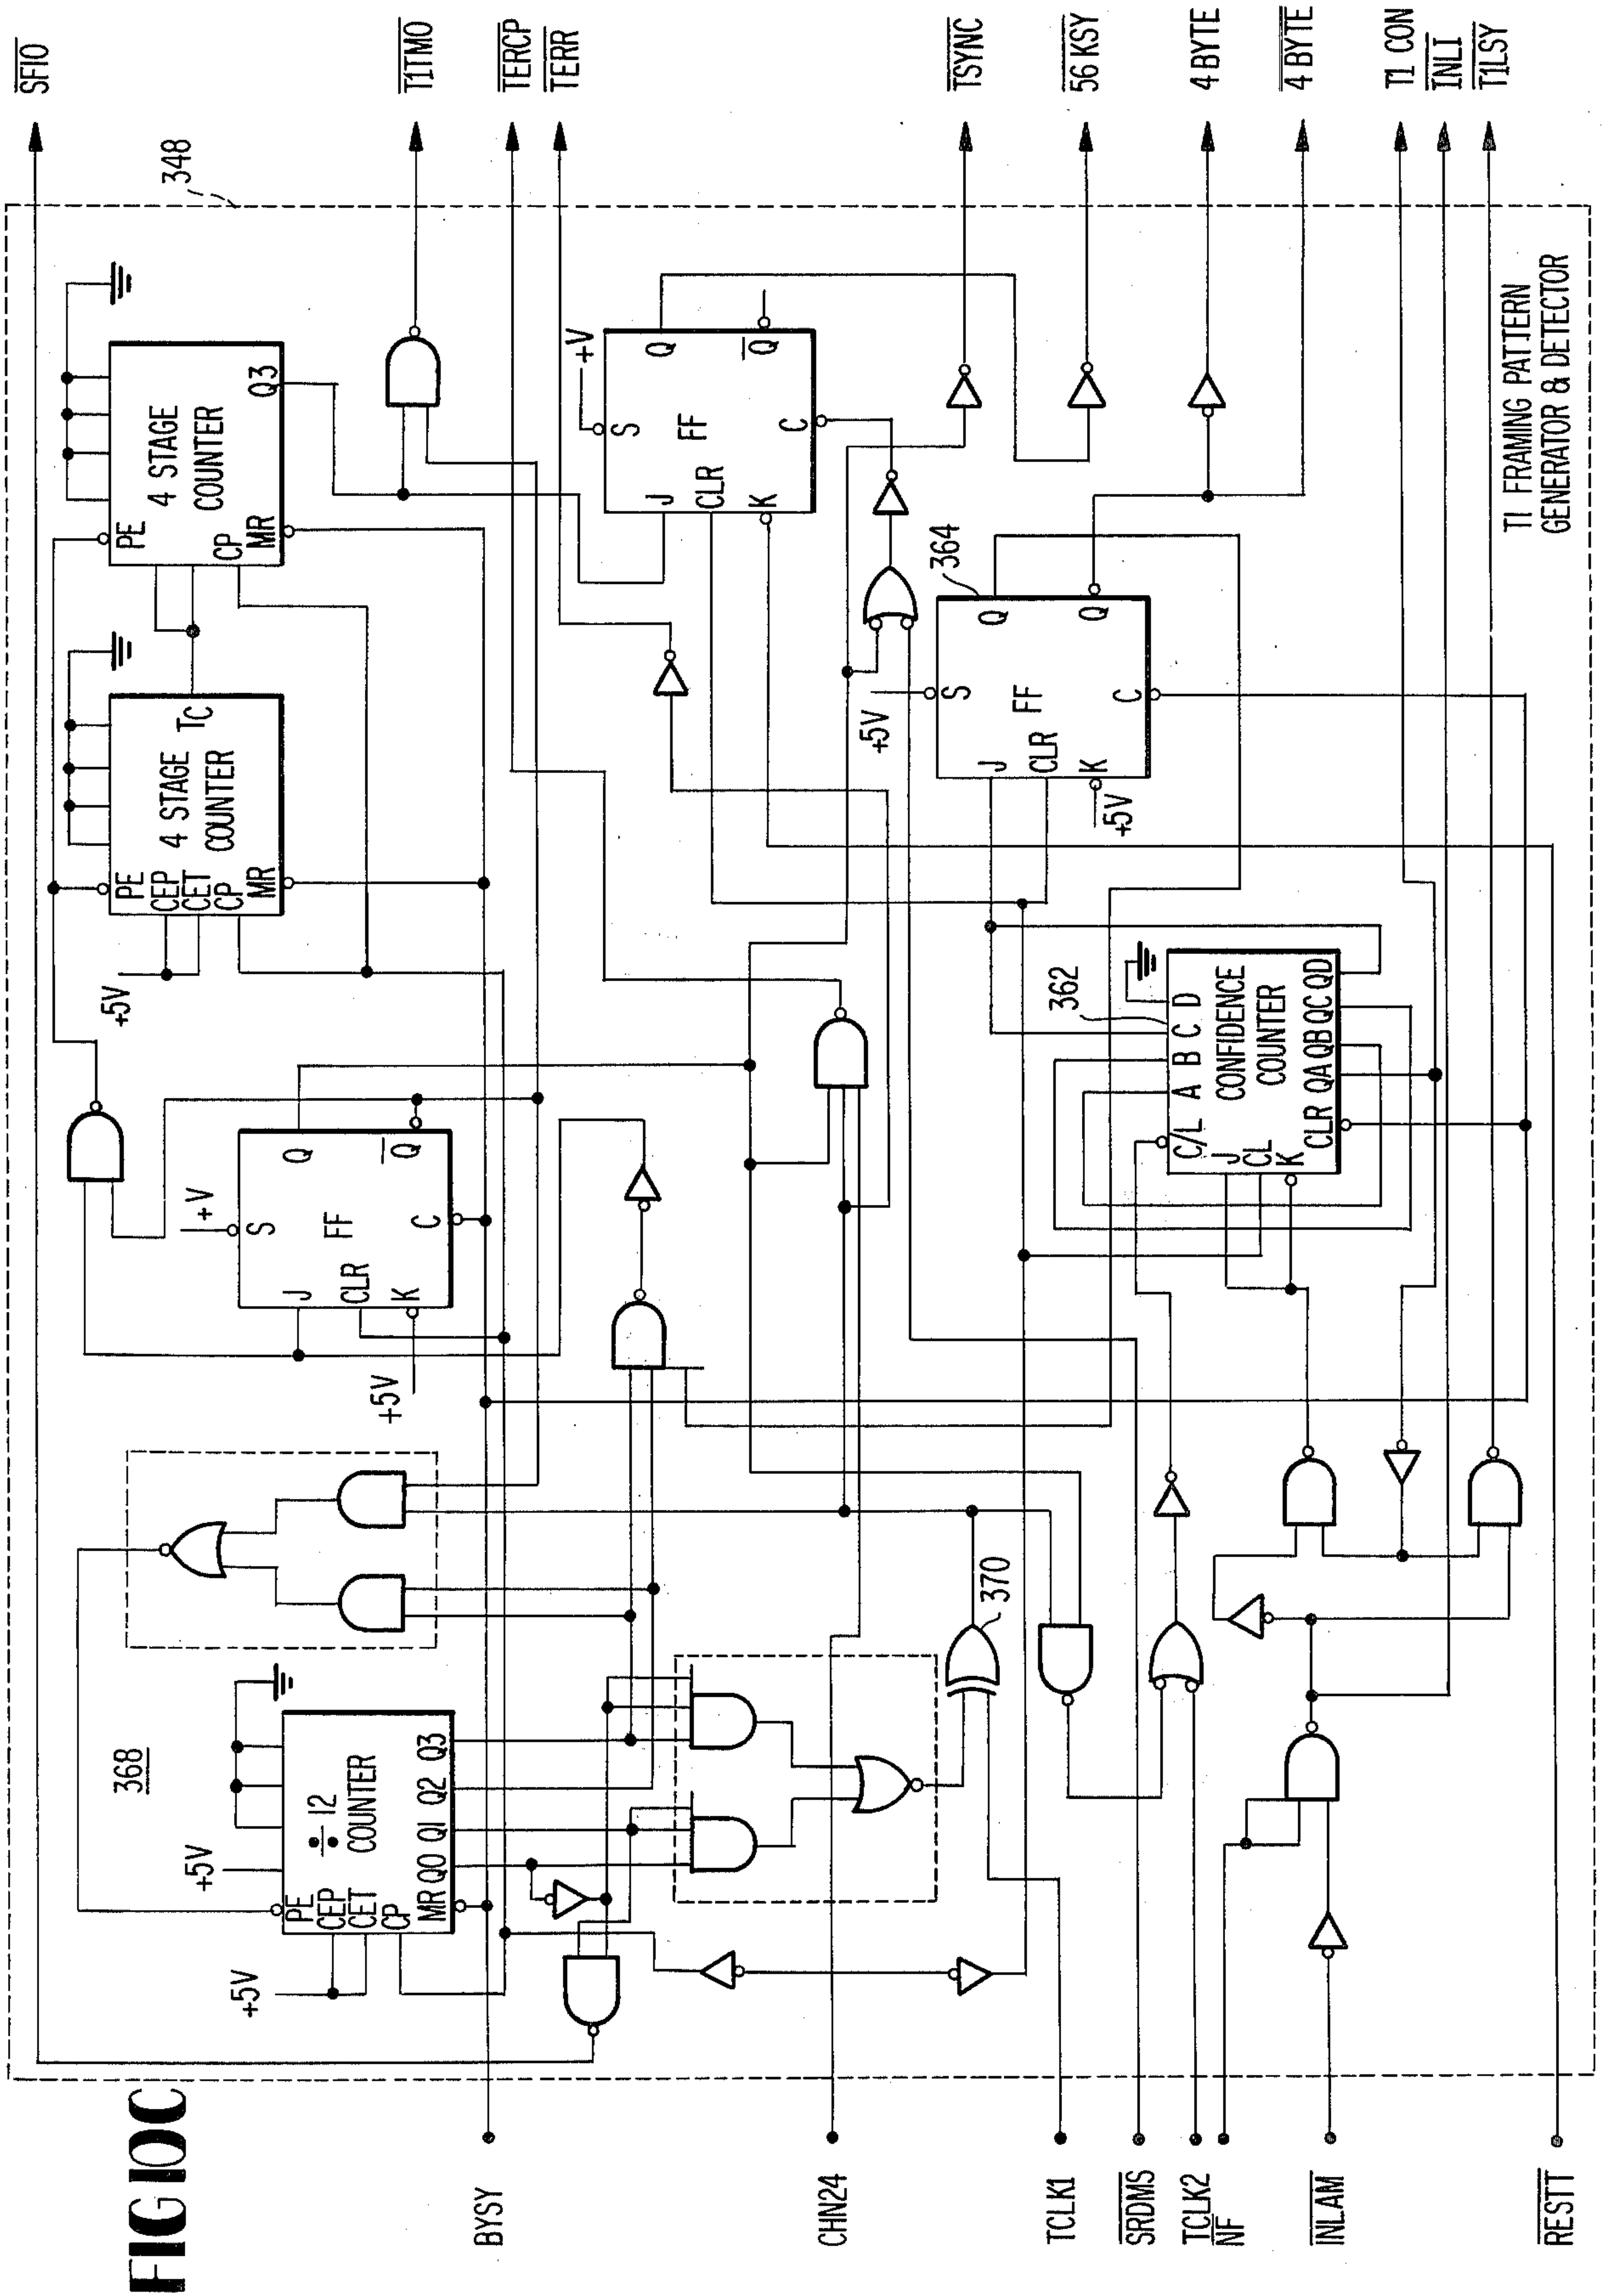 FIG 10C
SFIO
T1TMO
TERCP
TERR
TSYNC
56 KSY
4 BYTE
4 BYTE
T1 CON
INLI
T1LSY
348
T1 FRAMING PATTERN
GENERATOR & DETECTOR
BYSY
CHN24
TCLK1
SRDMS
TCLK2
NF
INLAM
RESTT
368
÷ 12
COUNTER
+5V
+5V
PE
CEP
CET
CP
MR
Q0
Q1
Q2
Q3
370
+V
S
J
FF
CLR
K
C
Q
Q
+5V
4 STAGE
COUNTER
PE
CEP
CET
CP
MR
TC
+5V
4 STAGE
COUNTER
PE
CP
MR
Q3
+V
S
J
FF
CLR
K
C
Q
Q
364
+5V
S
J
FF
CLR
K
C
Q
Q
+5V
362
CONFIDENCE
COUNTER
C/L
A
B
C
D
J
CL
K
CLR
QA
QB
QC
QD